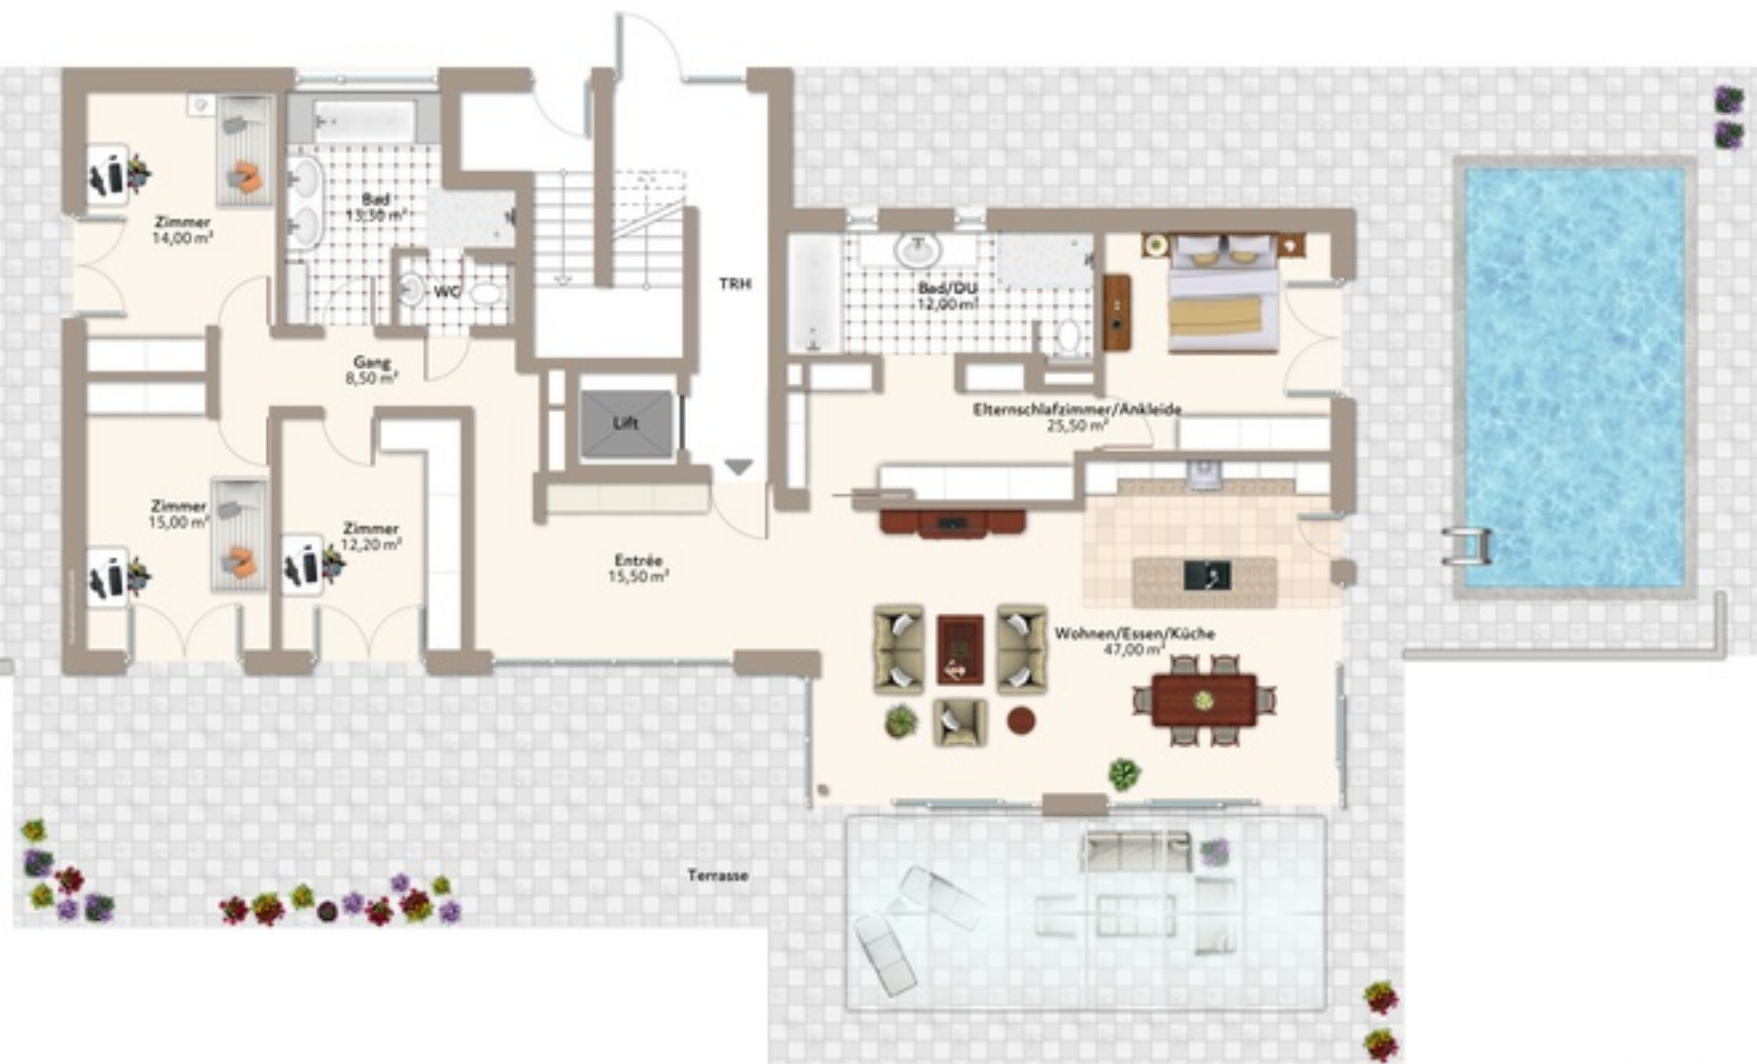 Zimmer
14,00 m²
Bad
13,30 m²
WC
TRH
Bad/DU
12,00 m²
Gang
8,50 m²
Lift
Elternschlafzimmer/Ankleide
25,50 m²
Zimmer
15,00 m²
Zimmer
12,20 m²
Entrée
15,50 m²
Wohnen/Essen/Küche
47,00 m²
Terrasse